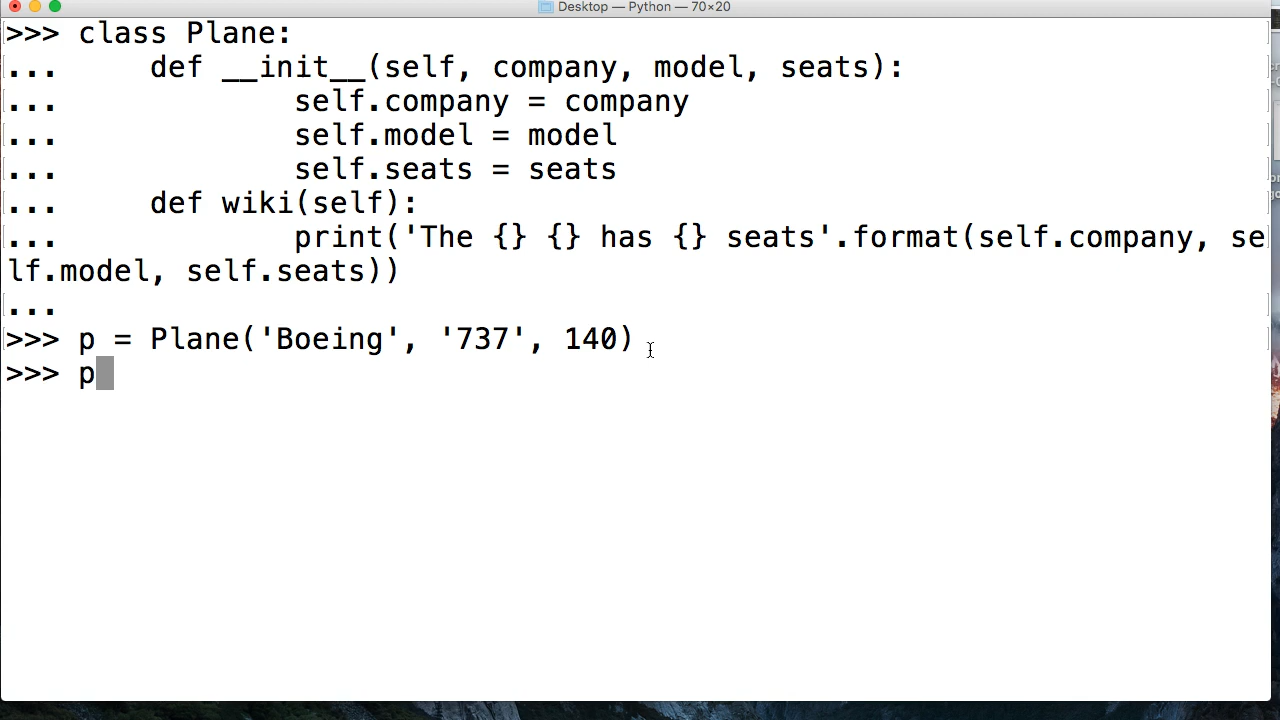 Desktop — Python — 70×20
>>> class Plane:
...     def __init__(self, company, model, seats):
...             self.company = company
...             self.model = model
...             self.seats = seats
...     def wiki(self):
...             print('The {} {} has {} seats'.format(self.company, se
lf.model, self.seats))
...
>>> p = Plane('Boeing', '737', 140)
>>> p